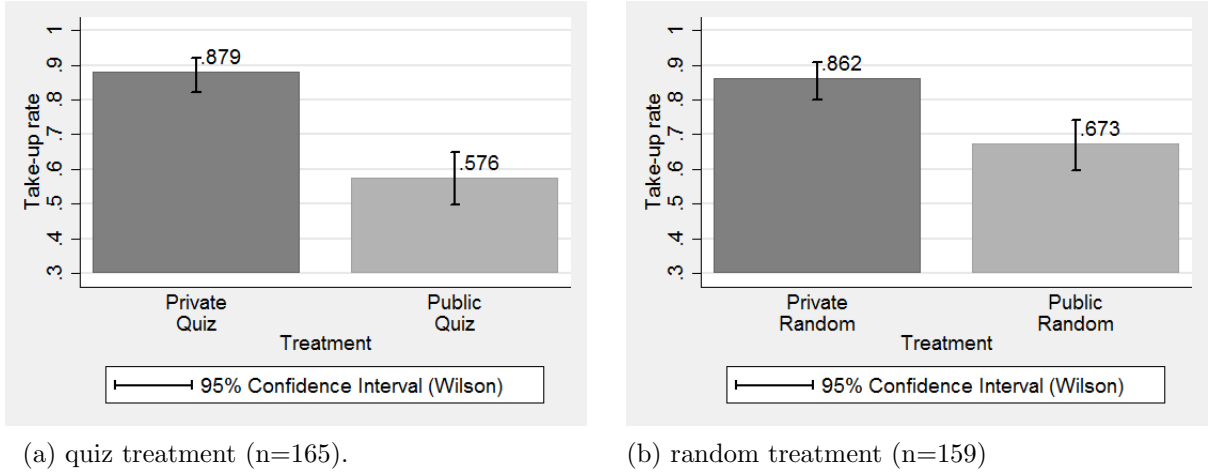 Take-up rate
1
.9
.8
.7
.6
.5
.4
.3
.879
.576
Private
Quiz
Public
Quiz
Treatment
95% Confidence Interval (Wilson)
(a) quiz treatment (n=165).
Take-up rate
1
.9
.8
.7
.6
.5
.4
.3
.862
.673
Private
Random
Public
Random
Treatment
95% Confidence Interval (Wilson)
(b) random treatment (n=159)